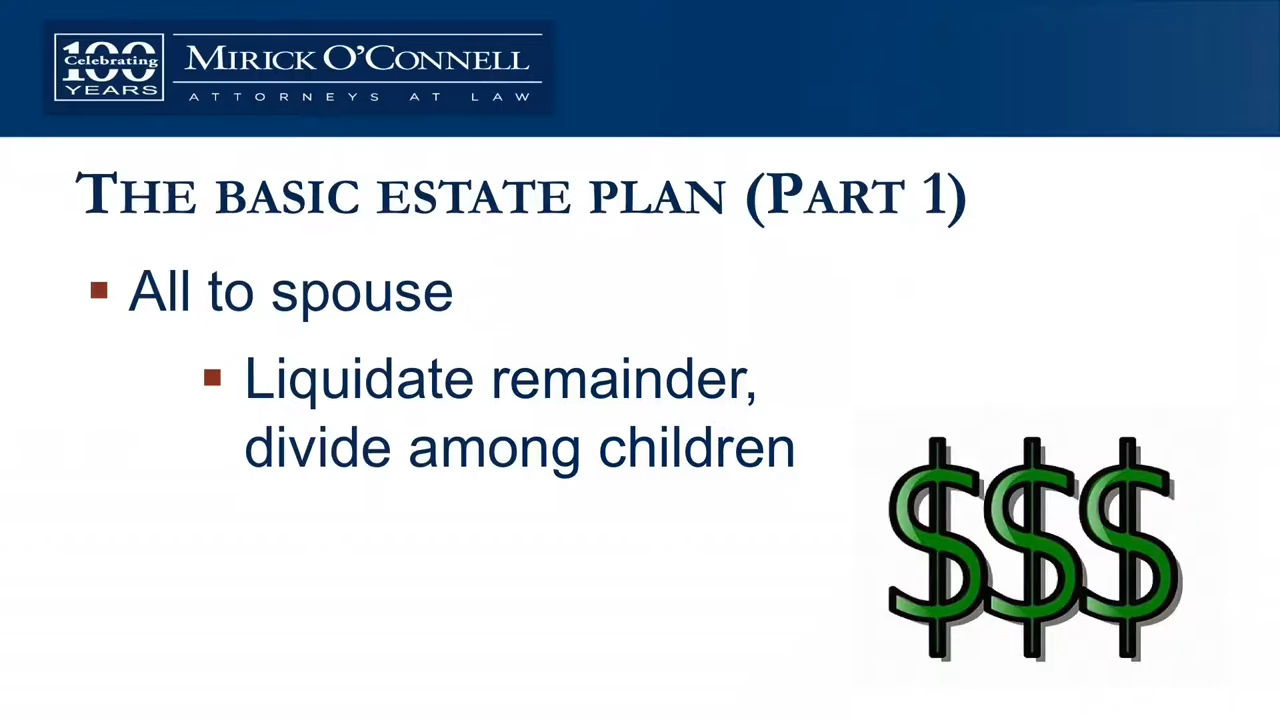 Celebrating
100
YEARS
MIRICK O'CONNELL
ATTORNEYS AT LAW
THE BASIC ESTATE PLAN (PART 1)
▪ All to spouse
▪ Liquidate remainder,
divide among children
$$$